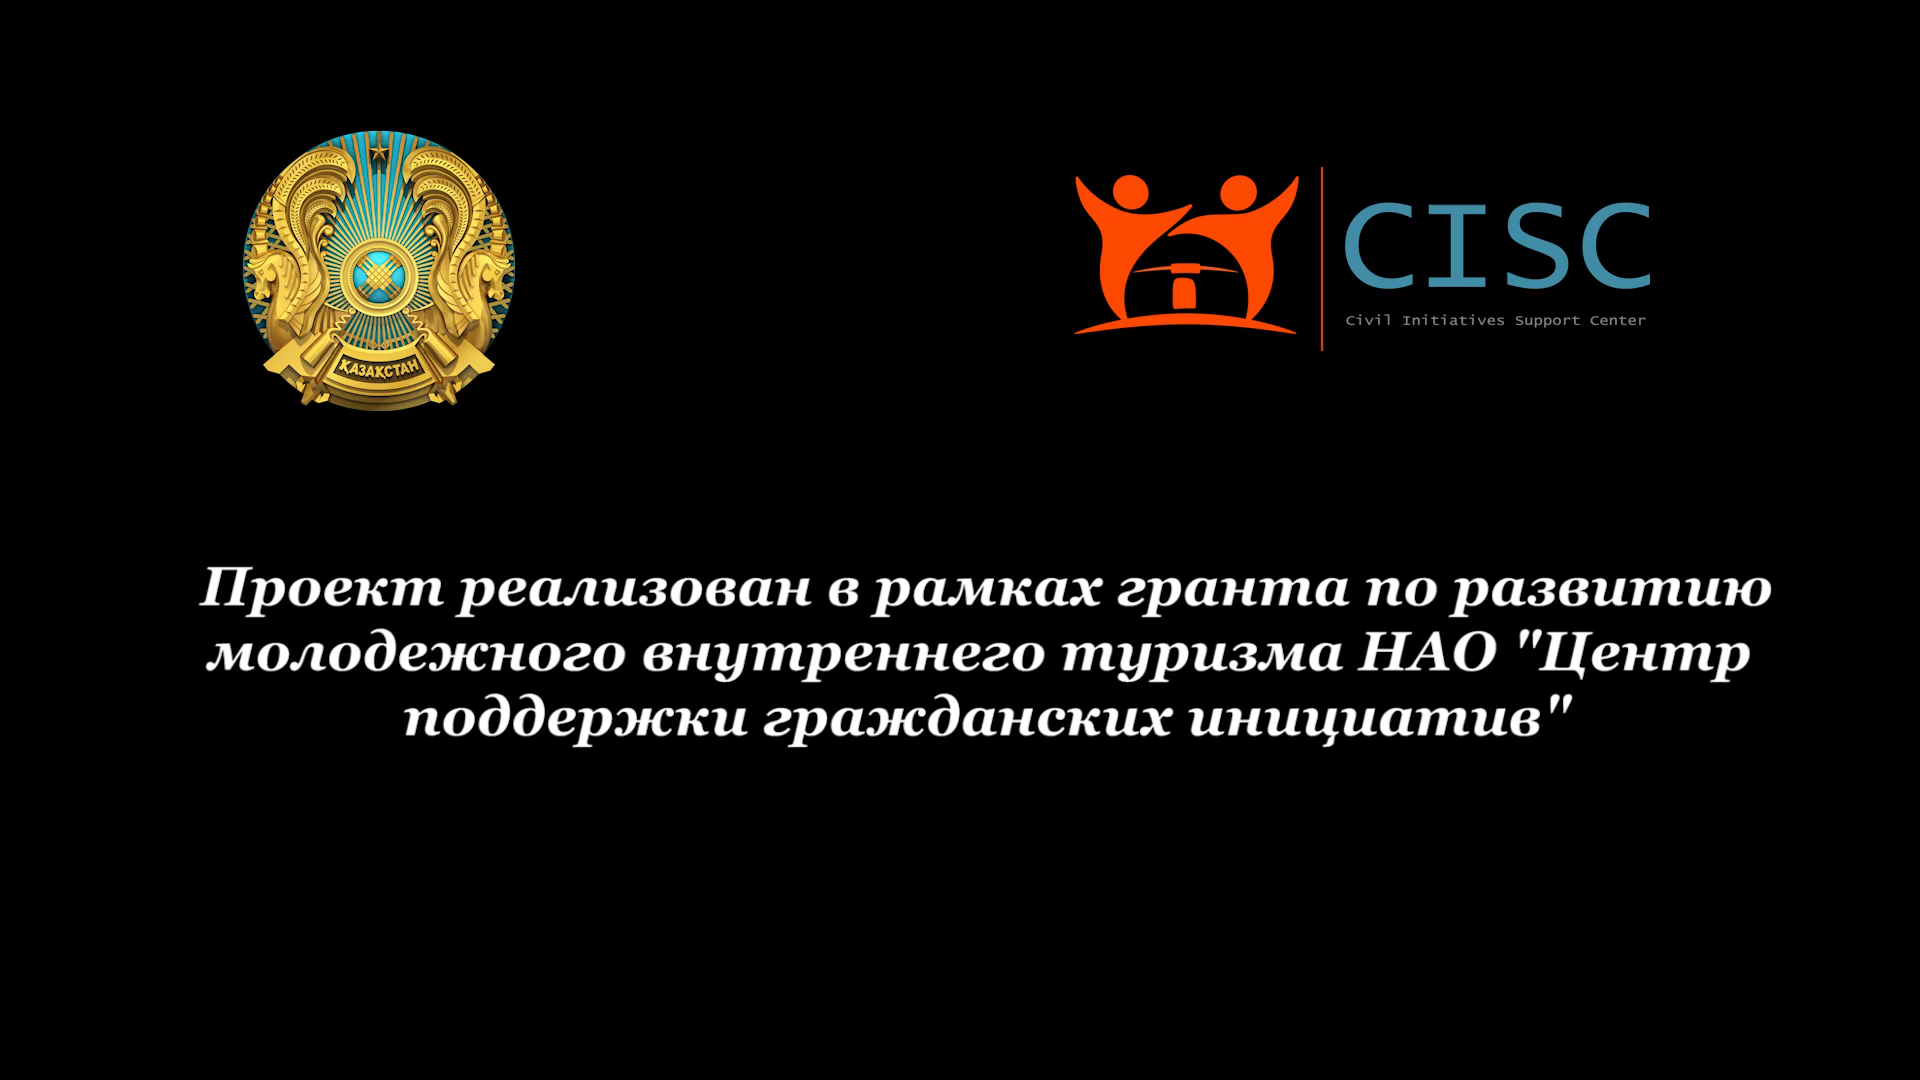 ҚАЗАҚСТАН
CISC
Civil Initiatives Support Center
Проект реализован в рамках гранта по развитию
молодежного внутреннего туризма НАО "Центр
поддержки гражданских инициатив"